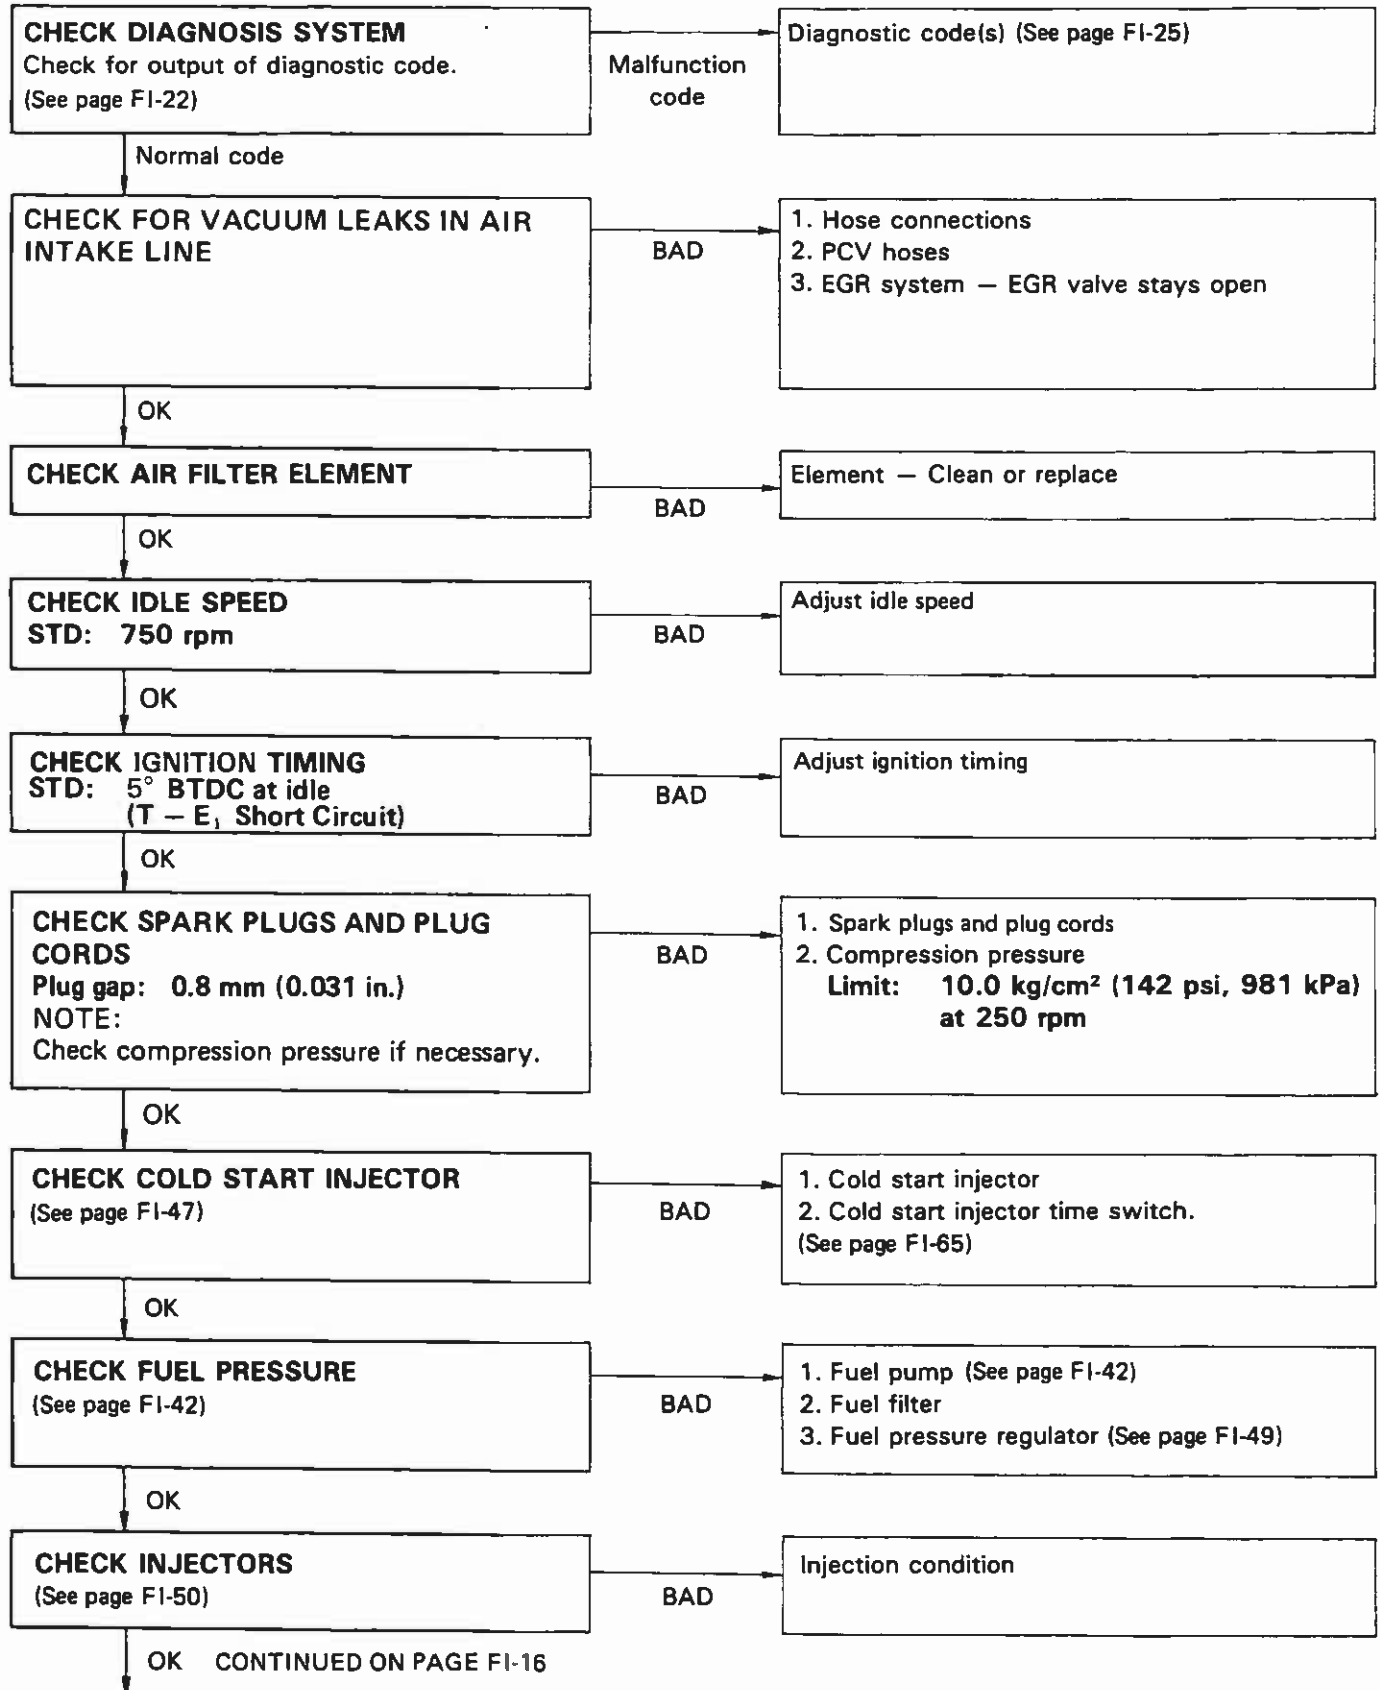 CHECK DIAGNOSIS SYSTEM
Check for output of diagnostic code.
(See page FI-22)
Malfunction
code
Diagnostic code(s) (See page FI-25)
Normal code
CHECK FOR VACUUM LEAKS IN AIR
INTAKE LINE
BAD
1. Hose connections
2. PCV hoses
3. EGR system — EGR valve stays open
OK
CHECK AIR FILTER ELEMENT
BAD
Element — Clean or replace
OK
CHECK IDLE SPEED
STD: 750 rpm
BAD
Adjust idle speed
OK
CHECK IGNITION TIMING
STD: 5° BTDC at idle
(T — E₁ Short Circuit)
BAD
Adjust ignition timing
OK
CHECK SPARK PLUGS AND PLUG
CORDS
Plug gap: 0.8 mm (0.031 in.)
NOTE:
Check compression pressure if necessary.
BAD
1. Spark plugs and plug cords
2. Compression pressure
Limit: 10.0 kg/cm² (142 psi, 981 kPa)
at 250 rpm
OK
CHECK COLD START INJECTOR
(See page FI-47)
BAD
1. Cold start injector
2. Cold start injector time switch.
(See page FI-65)
OK
CHECK FUEL PRESSURE
(See page FI-42)
BAD
1. Fuel pump (See page FI-42)
2. Fuel filter
3. Fuel pressure regulator (See page FI-49)
OK
CHECK INJECTORS
(See page FI-50)
BAD
Injection condition
OK CONTINUED ON PAGE FI-16